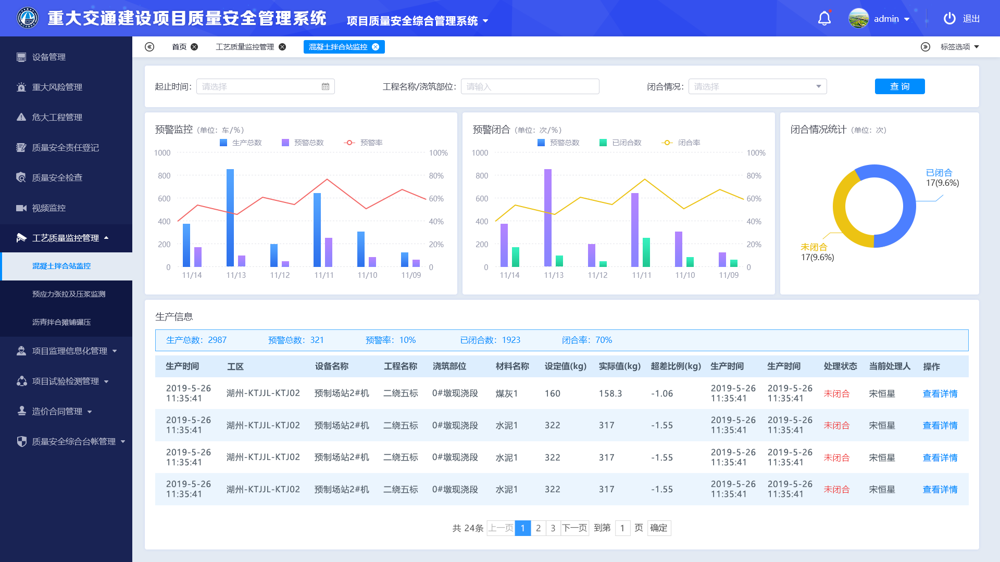 重大交通建设项目质量安全管理系统 项目质量安全综合管理系统 admin 退出
首页 工艺质量监控管理 混凝土拌合站监控 标签选项
设备管理
重大风险管理
危大工程管理
质量安全责任登记
质量安全检查
视频监控
工艺质量监控管理
混凝土拌合站监控
预应力张拉及压浆监测
沥青拌合摊铺碾压
项目监理信息化管理
项目试验检测管理
造价合同管理
质量安全综合台帐管理
起止时间: 请选择 工程名称/浇筑部位: 请输入 闭合情况: 请选择 查 询
预警监控 (单位: 车/%)
生产总数 预警总数 预警率
1000 100%
800 80%
600 60%
400 40%
200 20%
0 0
11/14 11/13 11/12 11/11 11/10 11/09
预警闭合 (单位: 次/%)
预警总数 已闭合数 闭合率
1000 100%
800 80%
600 60%
400 40%
200 20%
0 0
11/14 11/13 11/12 11/11 11/10 11/09
闭合情况统计 (单位: 次)
已闭合
17(9.6%)
未闭合
17(9.6%)
生产信息
生产总数: 2987 预警总数: 321 预警率: 10% 已闭合数: 1923 闭合率: 70%
生产时间 工区 设备名称 工程名称 浇筑部位 材料名称 设定值(kg) 实际值(kg) 超差比例(kg) 生产时间 生产时间 处理状态 当前处理人 操作
2019-5-26 11:35:41 湖州-KTJJL-KTJ02 预制场站2#机 二绕五标 0#墩现浇段 煤灰1 160 158.3 -1.06 2019-5-26 11:35:41 2019-5-26 11:35:41 未闭合 宋恒星 查看详情
2019-5-26 11:35:41 湖州-KTJJL-KTJ02 预制场站2#机 二绕五标 0#墩现浇段 水泥1 322 317 -1.55 2019-5-26 11:35:41 2019-5-26 11:35:41 未闭合 宋恒星 查看详情
2019-5-26 11:35:41 湖州-KTJJL-KTJ02 预制场站2#机 二绕五标 0#墩现浇段 水泥1 322 317 -1.55 2019-5-26 11:35:41 2019-5-26 11:35:41 未闭合 宋恒星 查看详情
2019-5-26 11:35:41 湖州-KTJJL-KTJ02 预制场站2#机 二绕五标 0#墩现浇段 水泥1 322 317 -1.55 2019-5-26 11:35:41 2019-5-26 11:35:41 未闭合 宋恒星 查看详情
共 24条 上一页 1 2 3 下一页 到第 1 页 确定